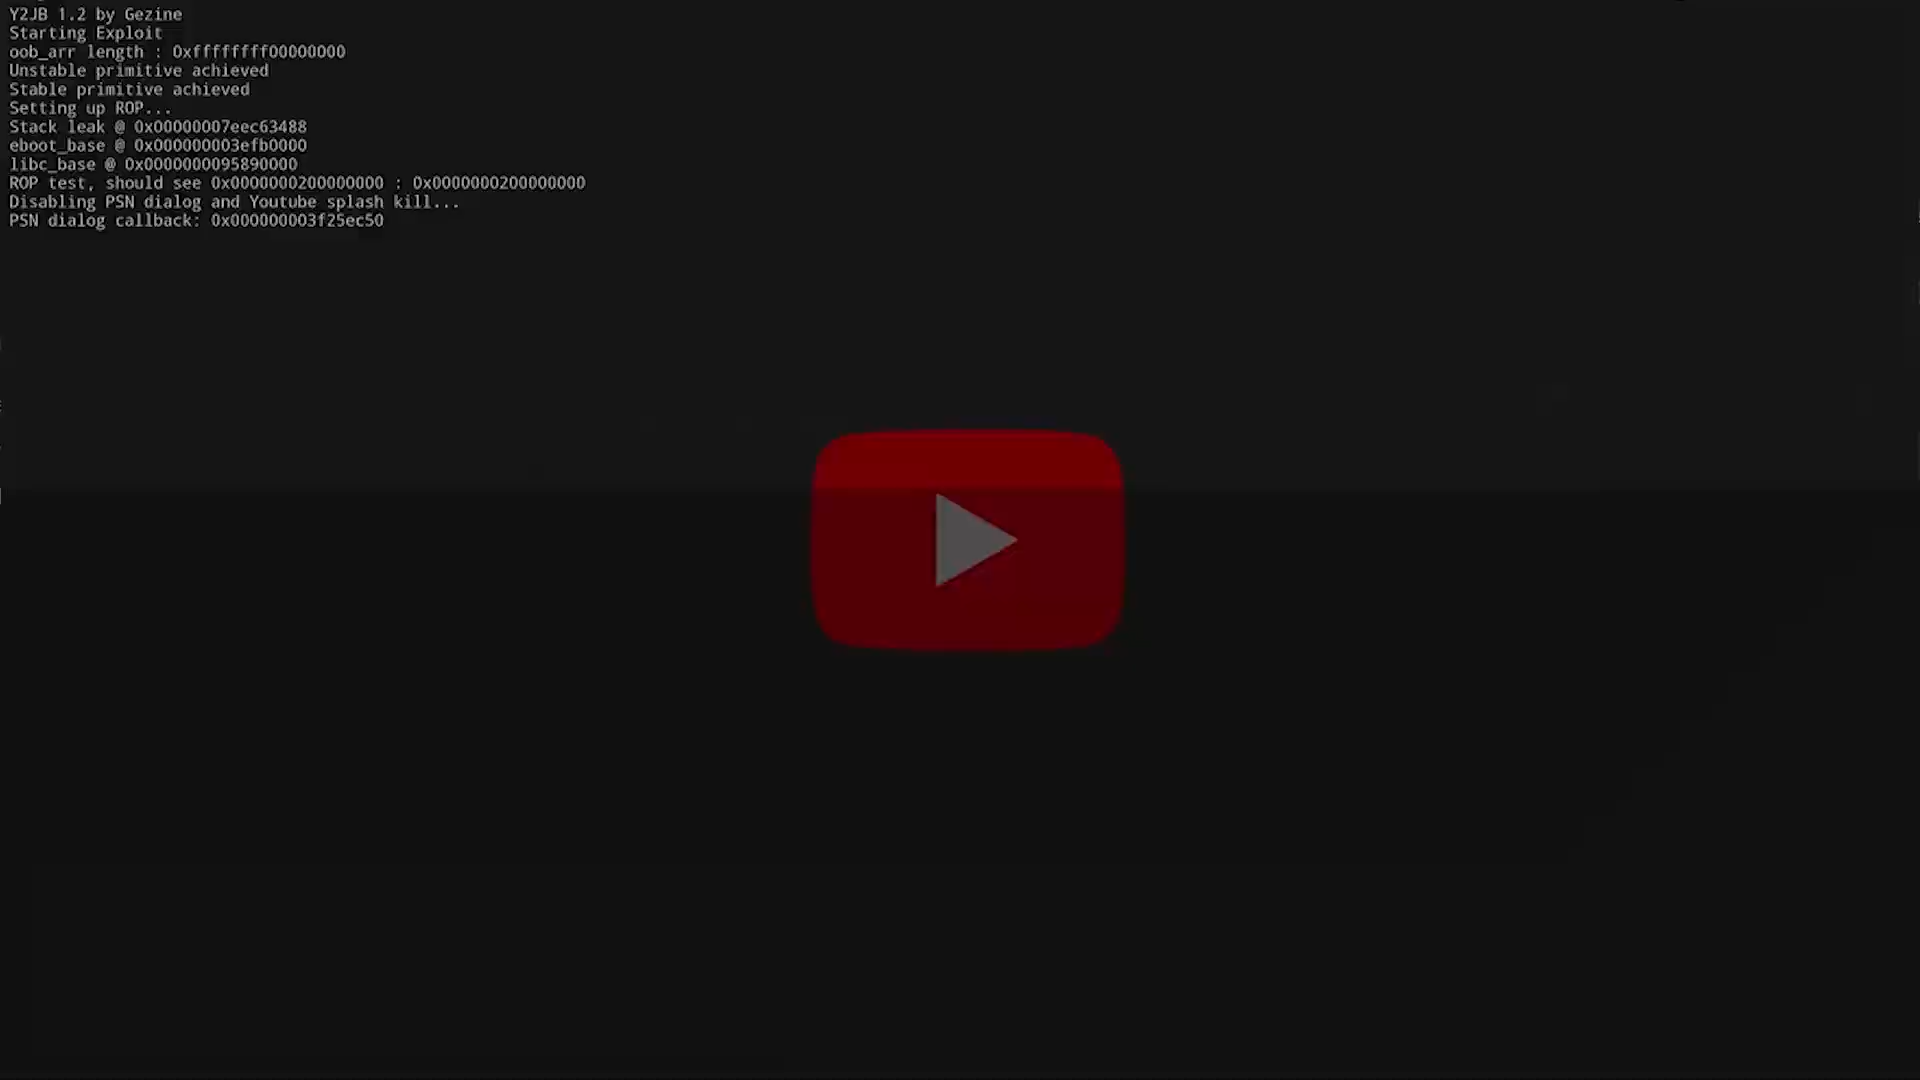 Y2JB 1.2 by Gezine
Starting Exploit
oob_arr length : 0xffffffff00000000
Unstable primitive achieved
Stable primitive achieved
Setting up ROP...
Stack leak @ 0x00000007eec63488
eboot_base @ 0x000000003efb0000
libc_base @ 0x0000000095890000
ROP test, should see 0x0000000200000000 : 0x0000000200000000
Disabling PSN dialog and Youtube splash kill...
PSN dialog callback: 0x000000003f25ec50